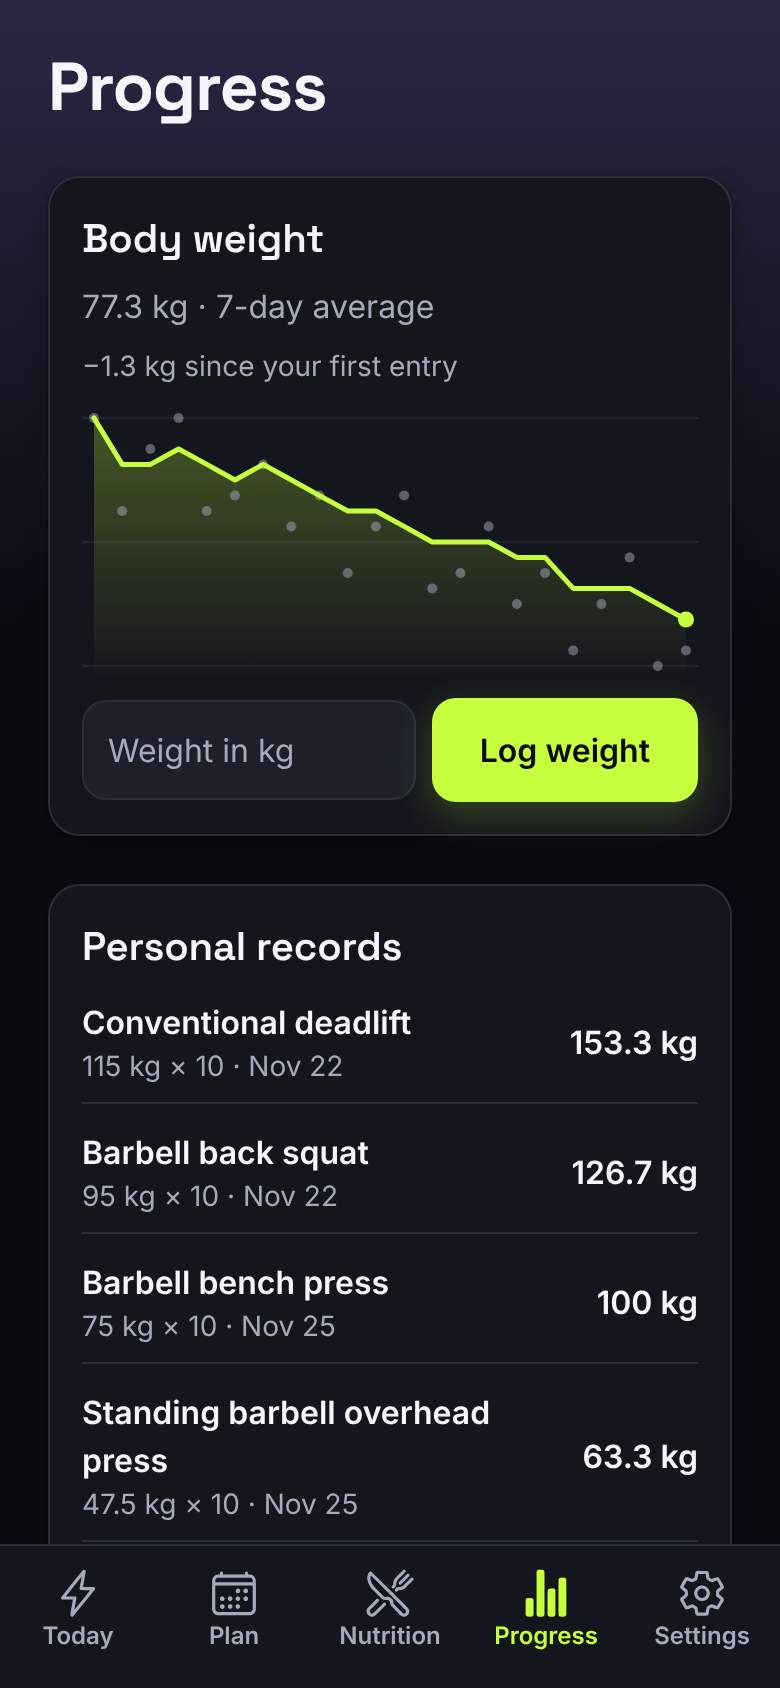 Progress
Body weight
77.3 kg · 7-day average
−1.3 kg since your first entry
Weight in kg
Log weight
Personal records
Conventional deadlift
115 kg × 10 · Nov 22
153.3 kg
Barbell back squat
95 kg × 10 · Nov 22
126.7 kg
Barbell bench press
75 kg × 10 · Nov 25
100 kg
Standing barbell overhead
press
47.5 kg × 10 · Nov 25
63.3 kg
Today
Plan
Nutrition
Progress
Settings